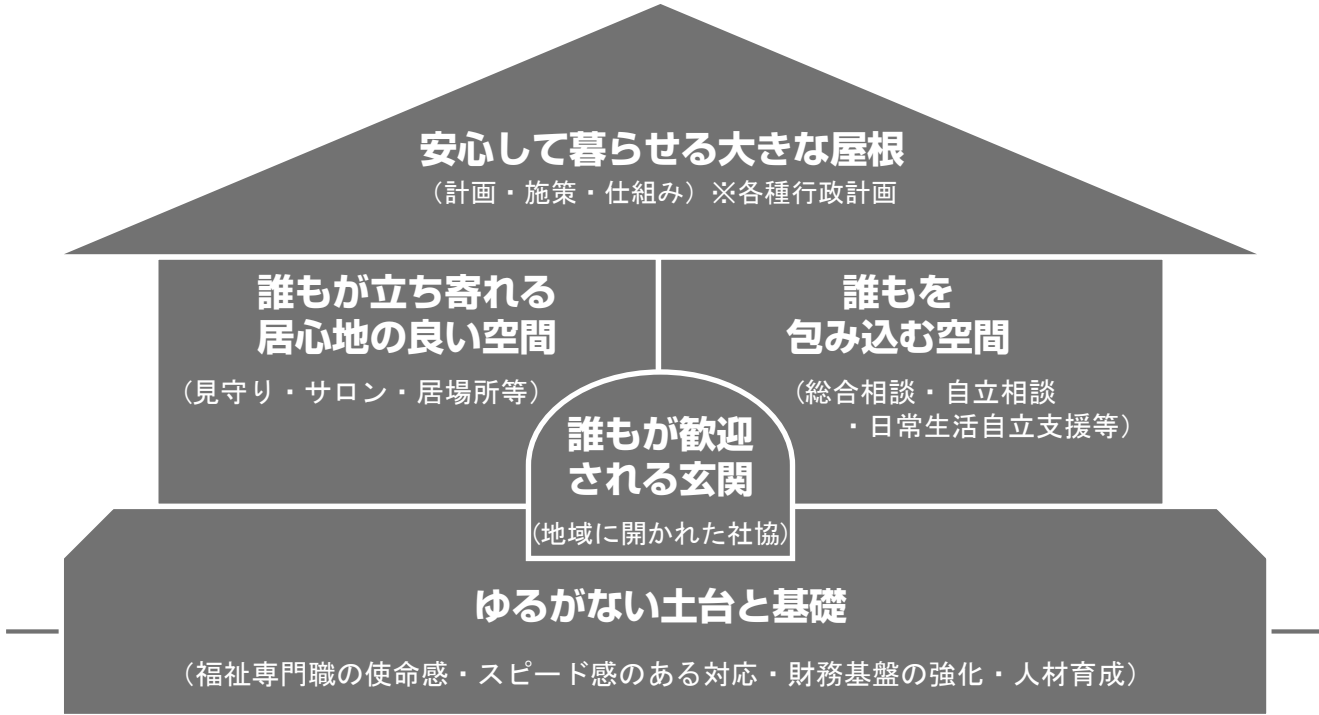 安心して暮らせる大きな屋根
（計画・施策・仕組み）※各種行政計画
誰もが立ち寄れる
居心地の良い空間
（見守り・サロン・居場所等）
誰もを
包み込む空間
（総合相談・自立相談
・日常生活自立支援等）
誰もが歓迎
される玄関
（地域に開かれた社協）
ゆるがない土台と基礎
（福祉専門職の使命感・スピード感のある対応・財務基盤の強化・人材育成）